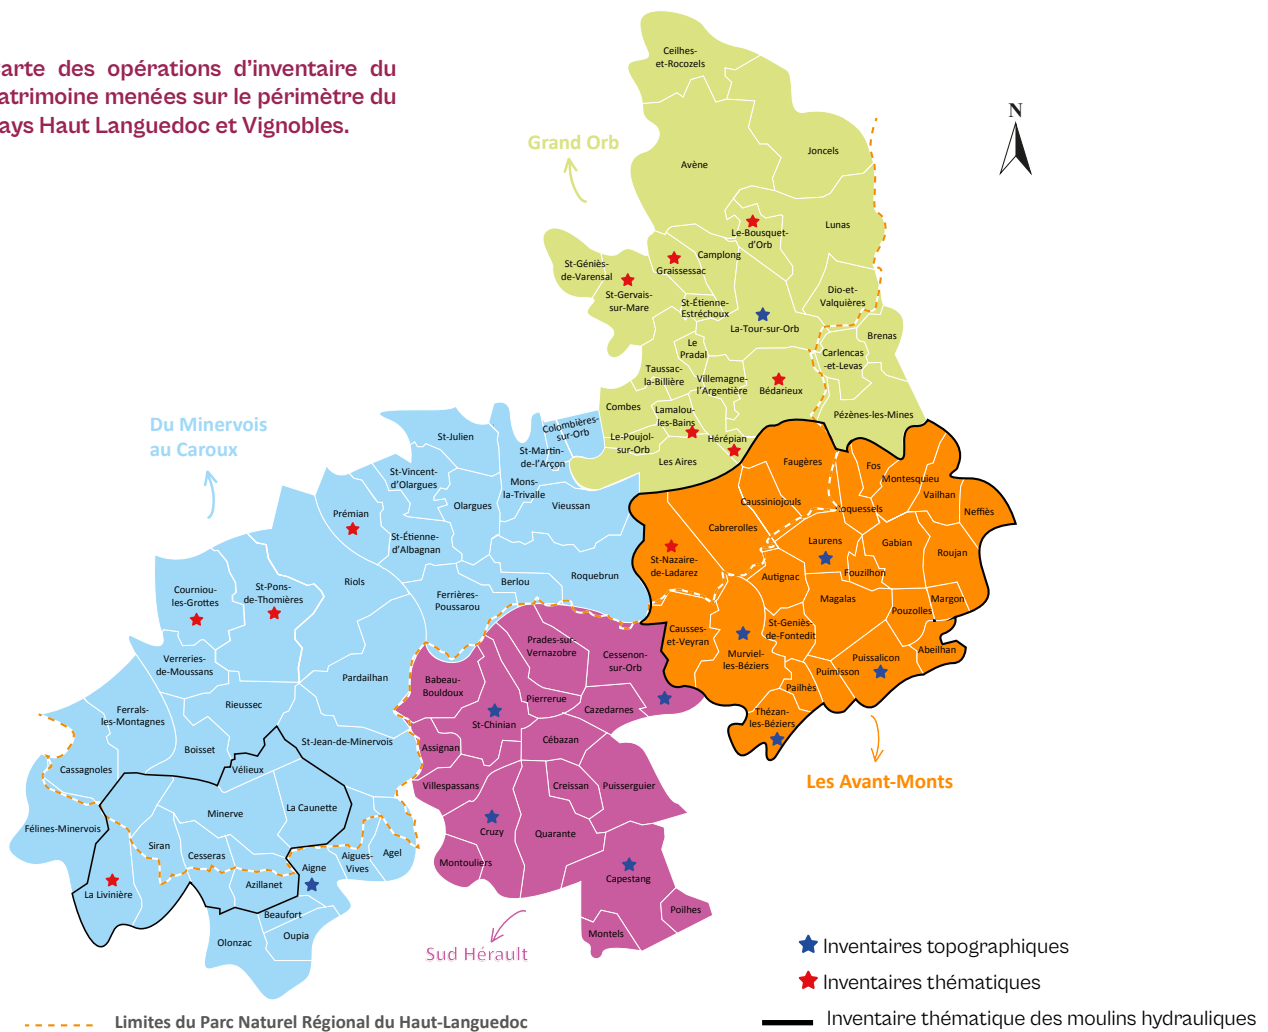 arte des opérations d'inventaire du
atrimoine menées sur le périmètre du
ays Haut Languedoc et Vignobles.
N
Grand Orb
Ceilhes-
et-Rocozels
Avène
Joncels
Lunas
Le-Bousquet-
d'Orb
Camplong
Graissessac
St-Géniès-
de-Varensal
St-Gervais-
sur-Mare
St-Étienne-
Estréchoux
La-Tour-sur-Orb
Dio-et-
Valquières
Brenas
Carlencas
-et-Levas
Le
Pradal
Taussac-
la-Billière
Villemagne-
l'Argentière
Bédarieux
Pézènes-les-Mines
Combes
Lamalou-
les-Bains
Le-Poujol-
sur-Orb
Hérépian
Les Aires
Du Minervois
au Caroux
St-Julien
Colombières-
sur-Orb
St-Martin-
de-l'Arçon
St-Vincent-
d'Olargues
Mons-
la-Trivalle
Olargues
Vieussan
Prémian
St-Étienne-
d'Albagnan
Riols
Berlou
Roquebrun
Ferrières-
Poussarou
Courniou-
les-Grottes
St-Pons-
de-Thomières
Verreries-
de-Moussans
Pardailhan
Rieussec
Ferrals-
les-Montagnes
Boisset
St-Jean-de-Minervois
Vélieux
Cassagnoles
La Caunette
Minerve
Félines-Minervois
Siran
Cesseras
Aigne
Aigues-
Vives
Agel
La Livinière
Azillanet
Beaufort
Oupia
Olonzac
Faugères
Fos
Montesquieu
Vailhan
Neffiès
Caussiniojouls
Roquessels
Cabrerolles
Laurens
Gabian
Roujan
St-Nazaire-
de-Ladarez
Autignac
Fouzilhon
Magalas
Margon
Pouzolles
Causses-
et-Veyran
St-Geniès-
de-Fontedit
Murviel-
les-Béziers
Abeilhan
Puissalicon
Puimisson
Pailhès
Thézan-
les-Béziers
Les Avant-Monts
Prades-sur-
Vernazobre
Cessenon-
sur-Orb
Babeau-
Bouldoux
Pierrerue
Cazedarnes
St-Chinian
Assignan
Cébazan
Villespassans
Creissan
Puisserguier
Cruzy
Quarante
Montouliers
Capestang
Poilhes
Montels
Sud Hérault
Inventaires topographiques
Inventaires thématiques
Inventaire thématique des moulins hydrauliques
Limites du Parc Naturel Régional du Haut-Languedoc